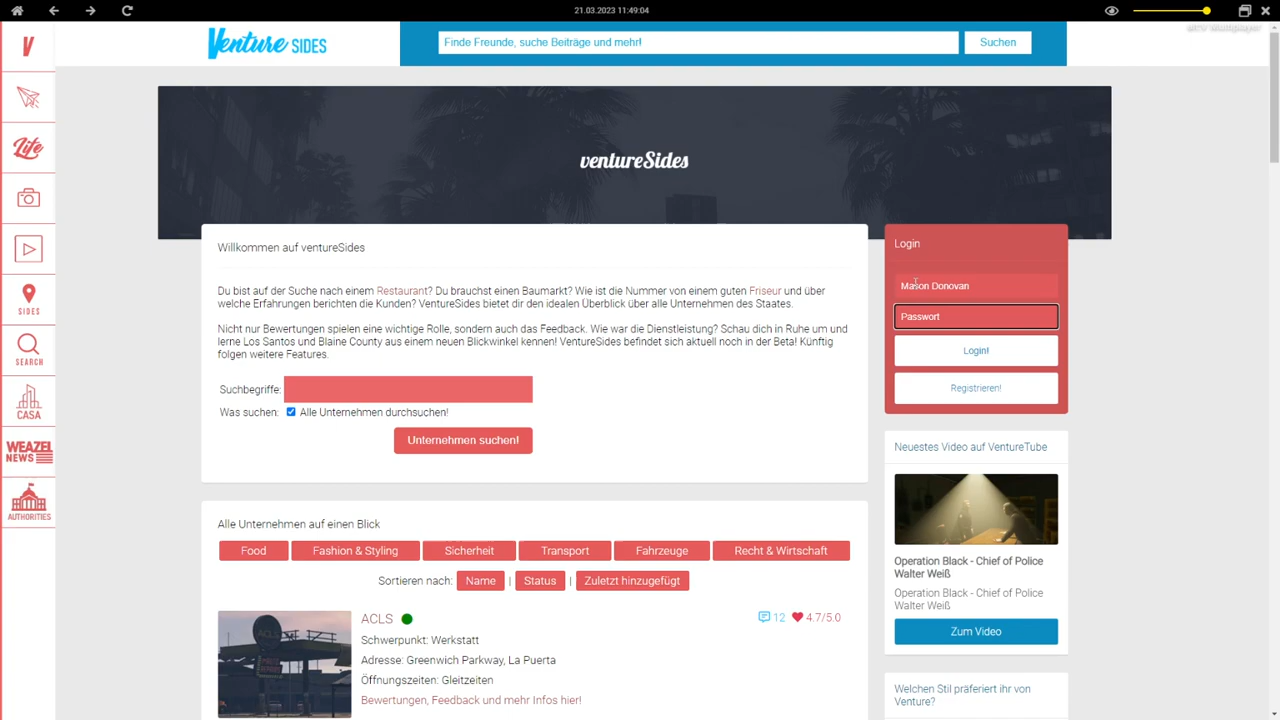 21.03.2023 11:49:04
Venture SIDES
Finde Freunde, suche Beiträge und mehr!
Suchen
V
Life
SIDES
SEARCH
CASA
WEAZEL
NEWS
AUTHORITIES
ventureSides
Willkommen auf ventureSides
Du bist auf der Suche nach einem Restaurant? Du brauchst einen Baumarkt? Wie ist die Nummer von einem guten Friseur und über
welche Erfahrungen berichten die Kunden? VentureSides bietet dir den idealen Überblick über alle Unternehmen des Staates.
Nicht nur Bewertungen spielen eine wichtige Rolle, sondern auch das Feedback. Wie war die Dienstleistung? Schau dich in Ruhe um und
lerne Los Santos und Blaine County aus einem neuen Blickwinkel kennen! VentureSides befindet sich aktuell noch in der Beta! Künftig
folgen weitere Features.
Suchbegriffe:
Was suchen: Alle Unternehmen durchsuchen!
Unternehmen suchen!
Login
Mason Donovan
Passwort
Login!
Registrieren!
Neuestes Video auf VentureTube
Operation Black - Chief of Police
Walter Weiß
Operation Black - Chief of Police
Walter Weiß
Zum Video
Welchen Stil präferiert ihr von
Venture?
Alle Unternehmen auf einen Blick
Food Fashion & Styling Sicherheit Transport Fahrzeuge Recht & Wirtschaft
Sortieren nach: Name | Status | Zuletzt hinzugefügt
ACLS
12 4.7/5.0
Schwerpunkt: Werkstatt
Adresse: Greenwich Parkway, La Puerta
Öffnungszeiten: Gleitzeiten
Bewertungen, Feedback und mehr Infos hier!